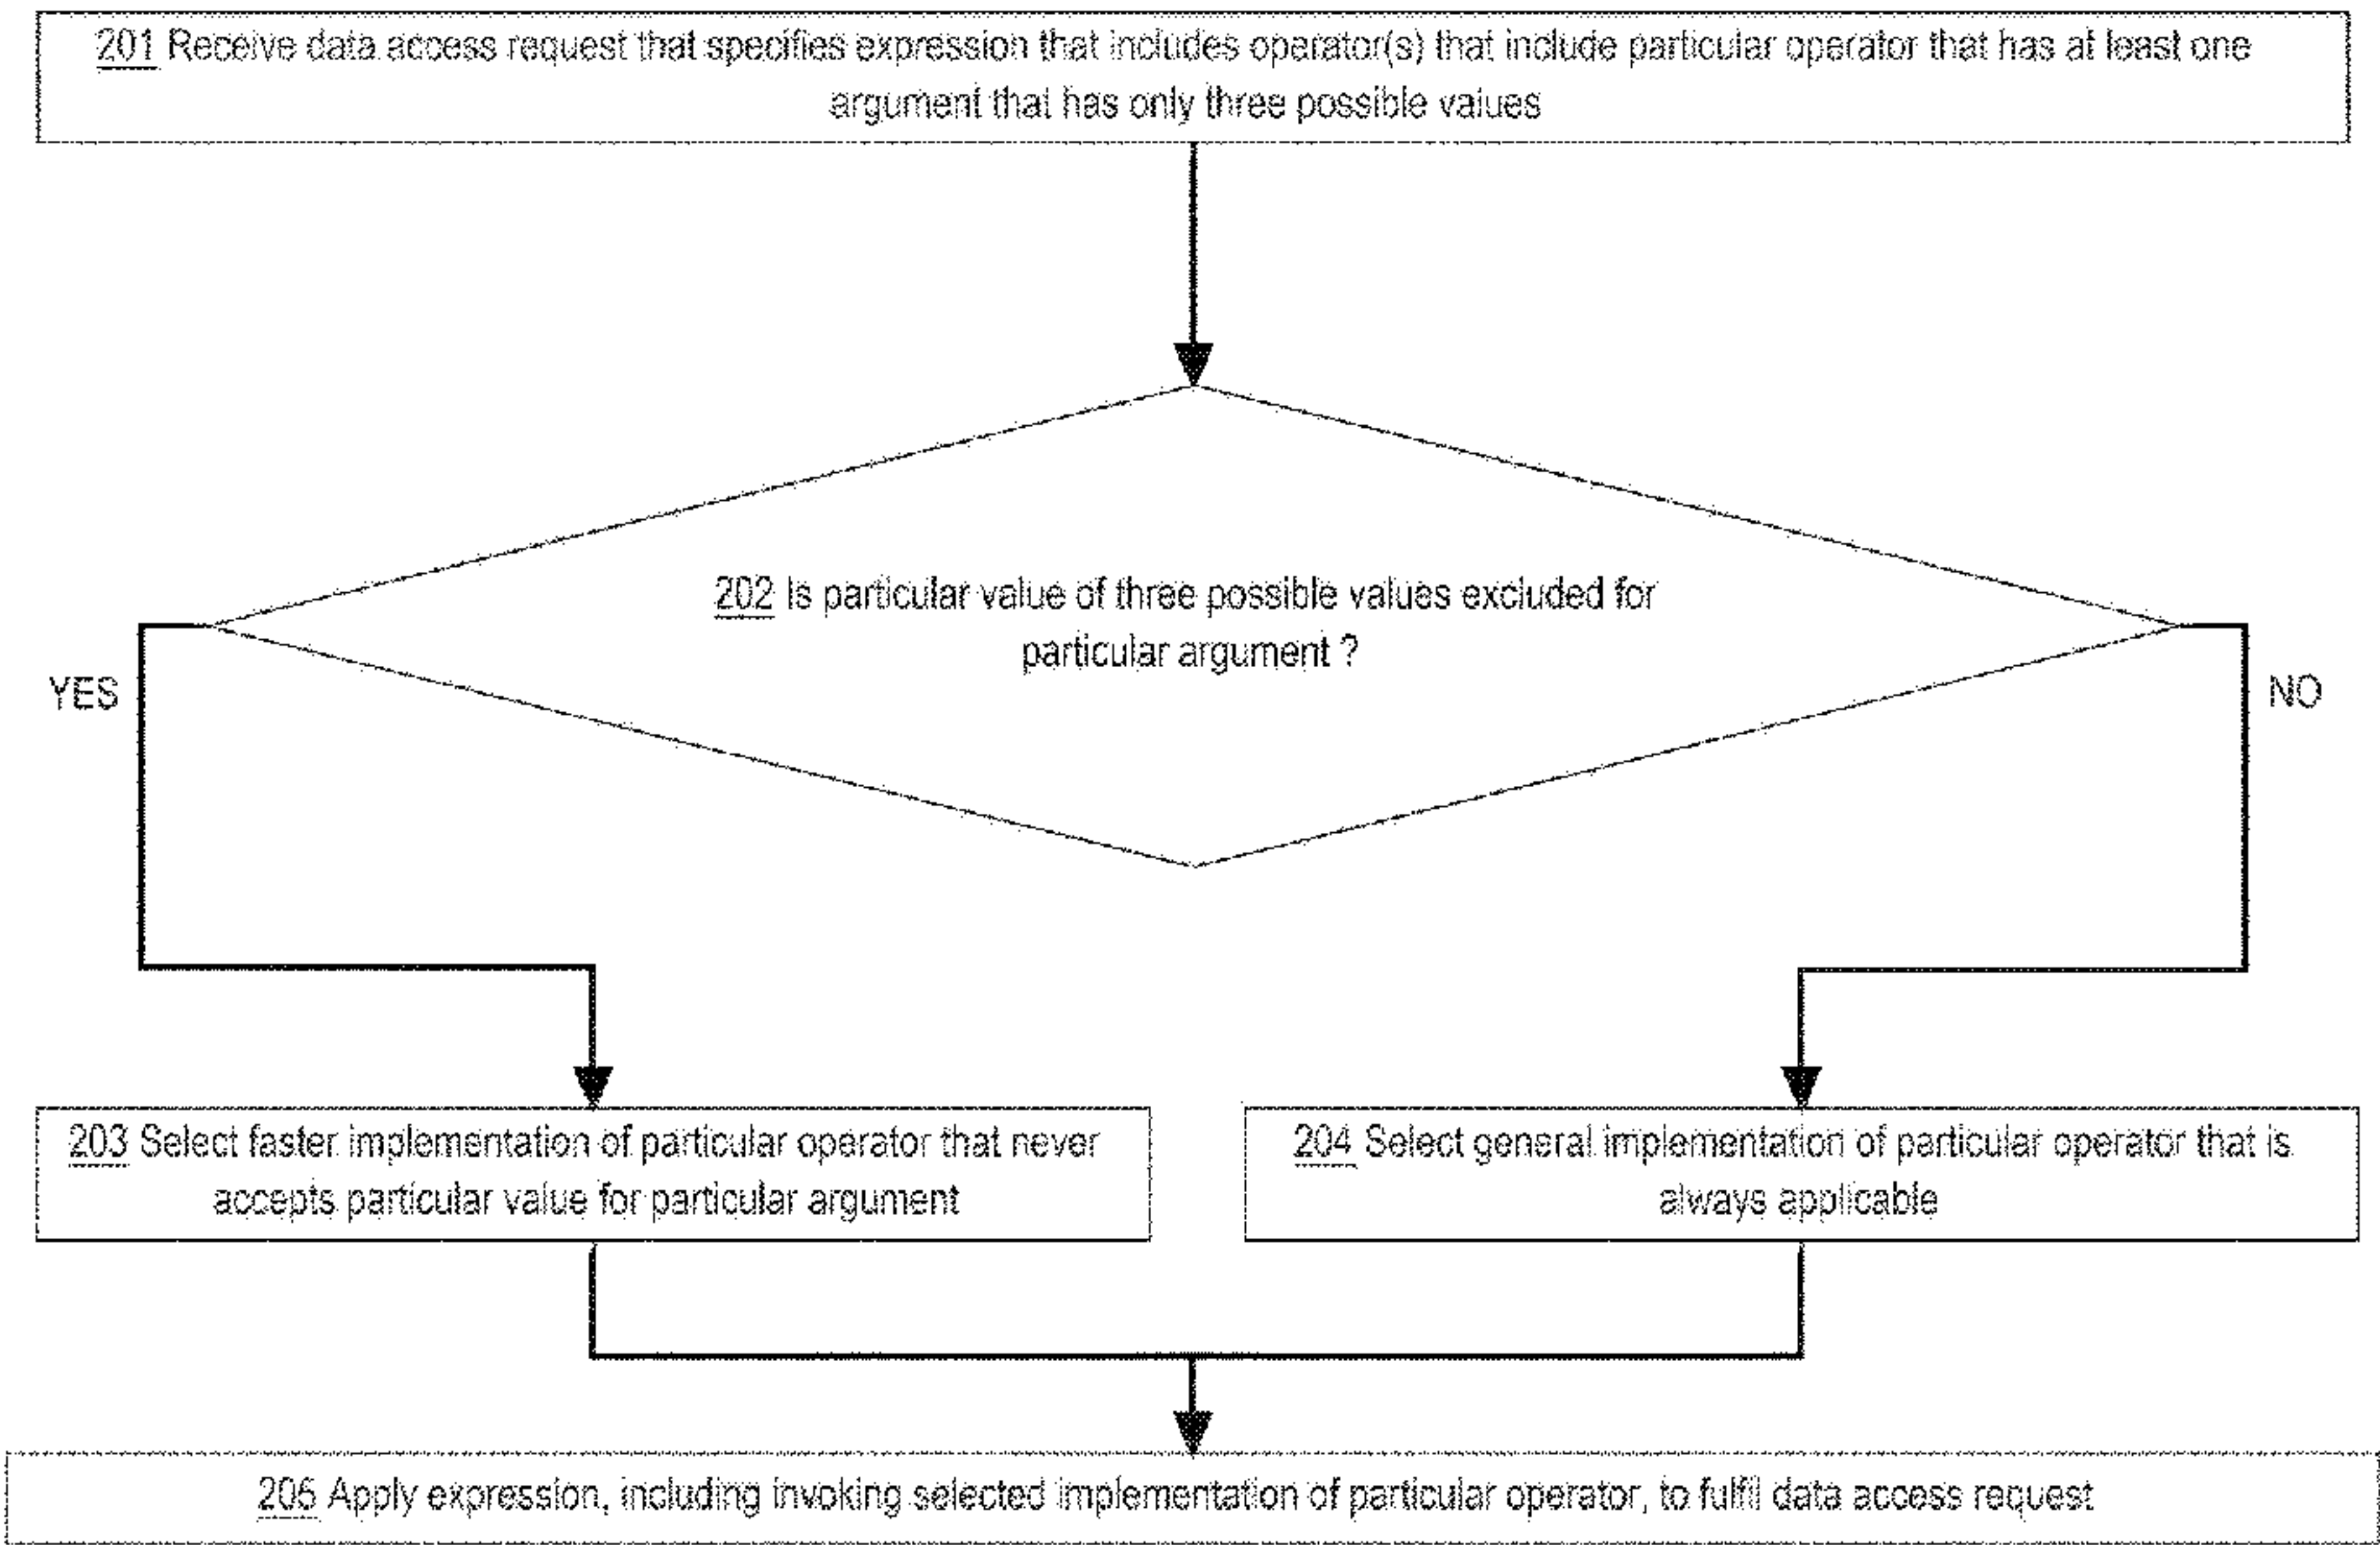 201 Receive data access request that specifies expression that includes operator(s) that include particular operator that has at least one
argument that has only three possible values
202 Is particular value of three possible values excluded for
particular argument ?
YES
NO
203 Select faster implementation of particular operator that never
accepts particular value for particular argument
204 Select general implementation of particular operator that is
always applicable
205 Apply expression, including invoking selected implementation of particular operator, to fulfil data access request